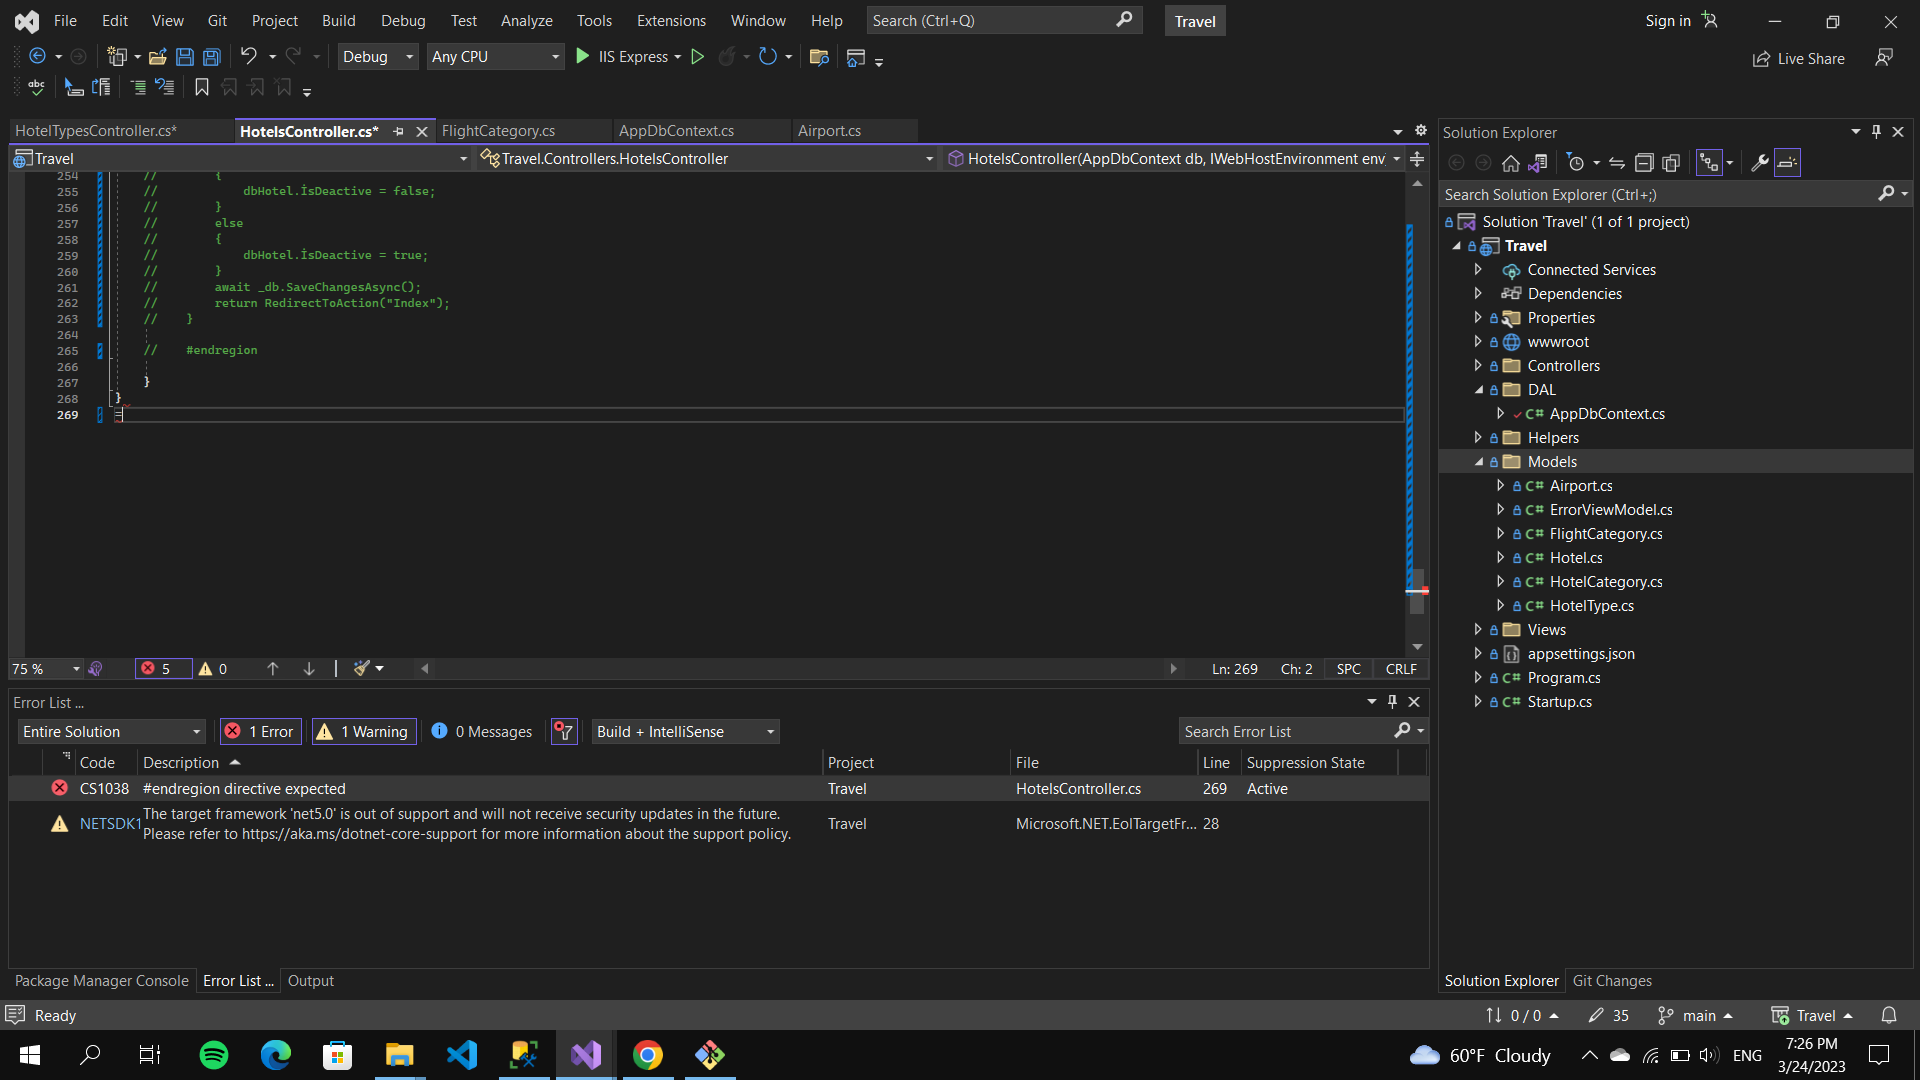 File Edit View Git Project Build Debug Test Analyze Tools Extensions Window Help Search (Ctrl+Q) Travel Sign in
Debug Any CPU IIS Express Live Share
abc
HotelTypesController.cs* HotelsController.cs* FlightCategory.cs AppDbContext.cs Airport.cs
Travel Travel.Controllers.HotelsController HotelsController(AppDbContext db, IWebHostEnvironment env
254 // {
255 // dbHotel.İsDeactive = false;
256 // }
257 // else
258 // {
259 // dbHotel.İsDeactive = true;
260 // }
261 // await _db.SaveChangesAsync();
262 // return RedirectToAction("Index");
263 // }
264
265 // #endregion
266
267 }
268 }
269 =
75 % 5 0 Ln: 269 Ch: 2 SPC CRLF
Error List ...
Entire Solution 1 Error 1 Warning 0 Messages Build + IntelliSense Search Error List
Code Description Project File Line Suppression State
CS1038 #endregion directive expected Travel HotelsController.cs 269 Active
NETSDK1 The target framework 'net5.0' is out of support and will not receive security updates in the future.
Please refer to https://aka.ms/dotnet-core-support for more information about the support policy. Travel Microsoft.NET.EolTargetFr... 28
Package Manager Console Error List ... Output
Solution Explorer
Search Solution Explorer (Ctrl+;)
Solution 'Travel' (1 of 1 project)
Travel
Connected Services
Dependencies
Properties
wwwroot
Controllers
DAL
C# AppDbContext.cs
Helpers
Models
C# Airport.cs
C# ErrorViewModel.cs
C# FlightCategory.cs
C# Hotel.cs
C# HotelCategory.cs
C# HotelType.cs
Views
appsettings.json
C# Program.cs
C# Startup.cs
Solution Explorer Git Changes
Ready 0 / 0 35 main Travel
60°F Cloudy ENG 7:26 PM
3/24/2023